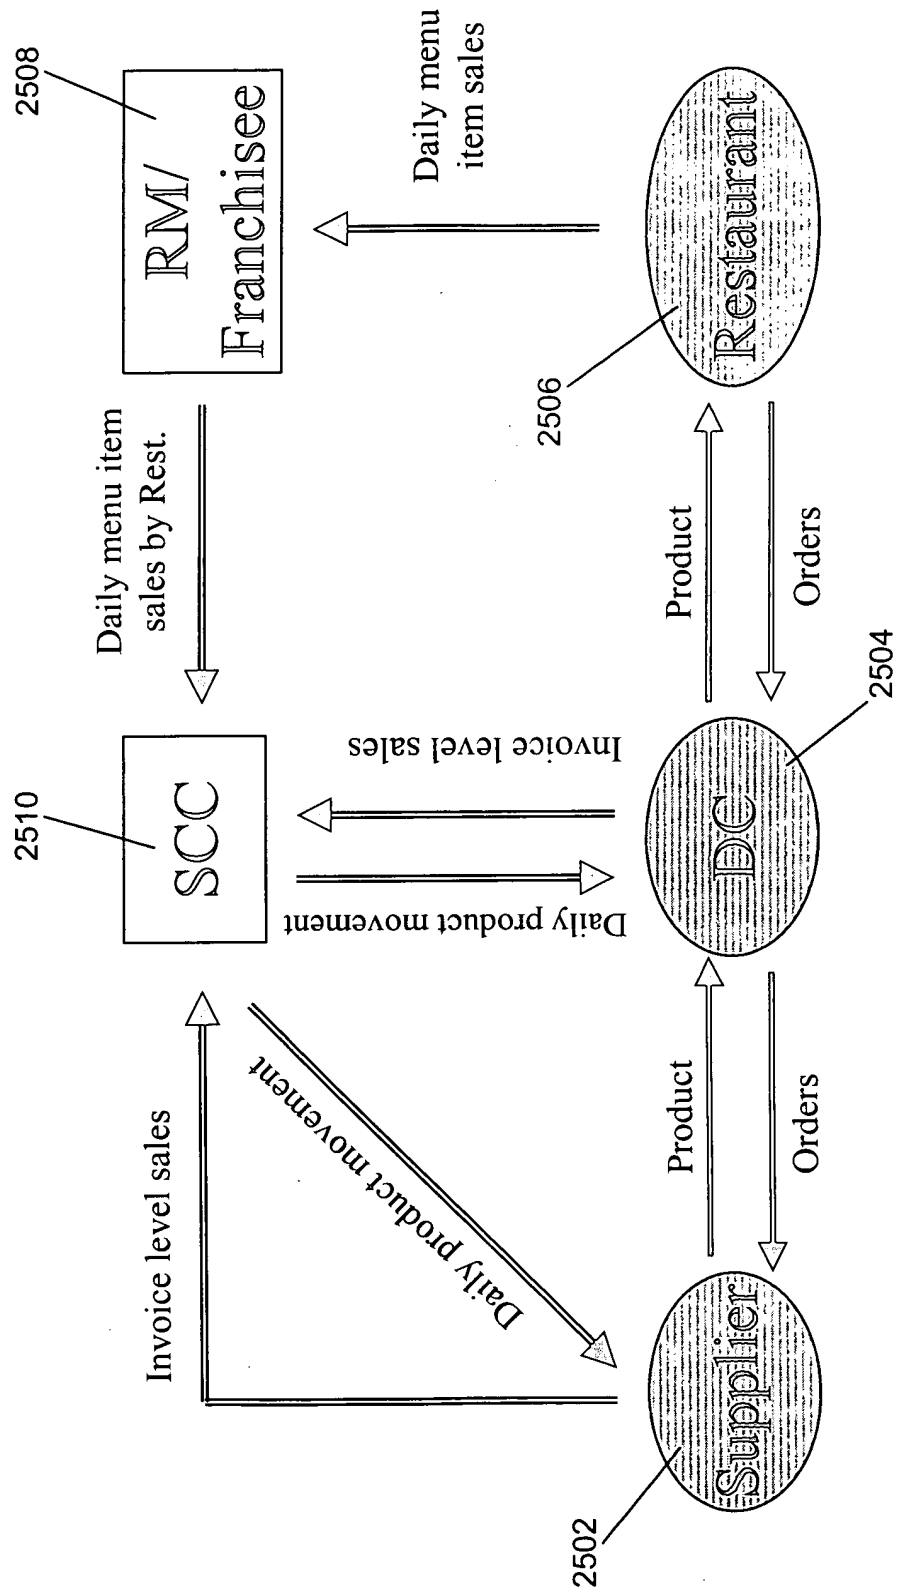 2510
2508
Invoice level sales
Daily menu item
sales by Rest.
SCC
RM/
Franchisee
Daily product movement
Daily product movement
Invoice level sales
Daily menu
item sales
2502
2506
Supplier
Product
Orders
DC
Product
Orders
Restaurant
2504